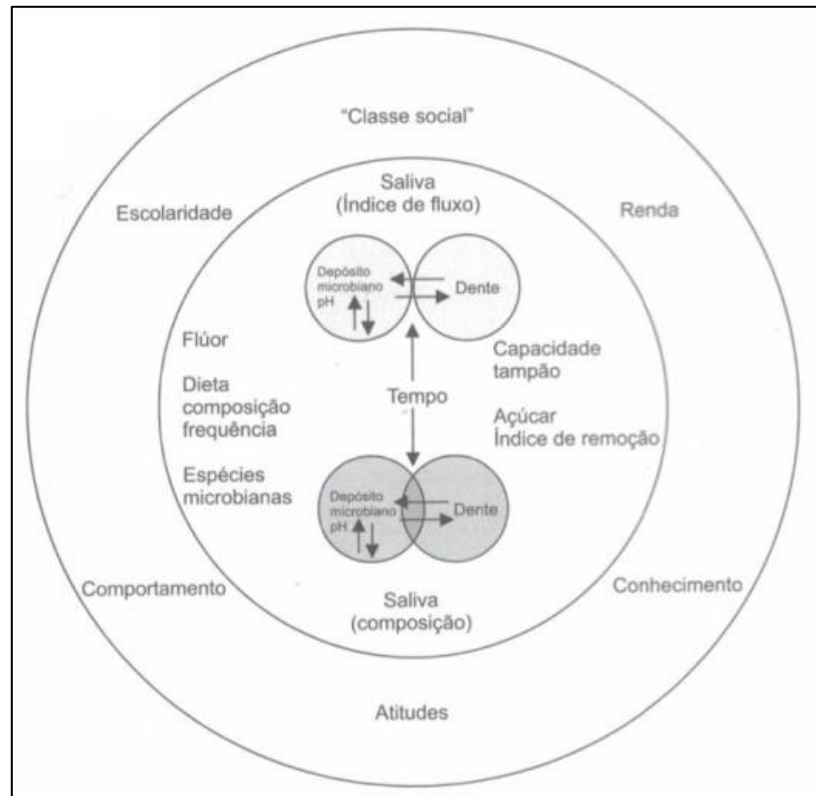 “Classe social”
Saliva
(Índice de fluxo)
Escolaridade
Renda
Depósito
microbiano
pH
Dente
Flúor
Capacidade
tampão
Dieta
composição
frequência
Tempo
Açúcar
Índice de remoção
Espécies
microbianas
Depósito
microbiano
pH
Dente
Comportamento
Conhecimento
Saliva
(composição)
Atitudes